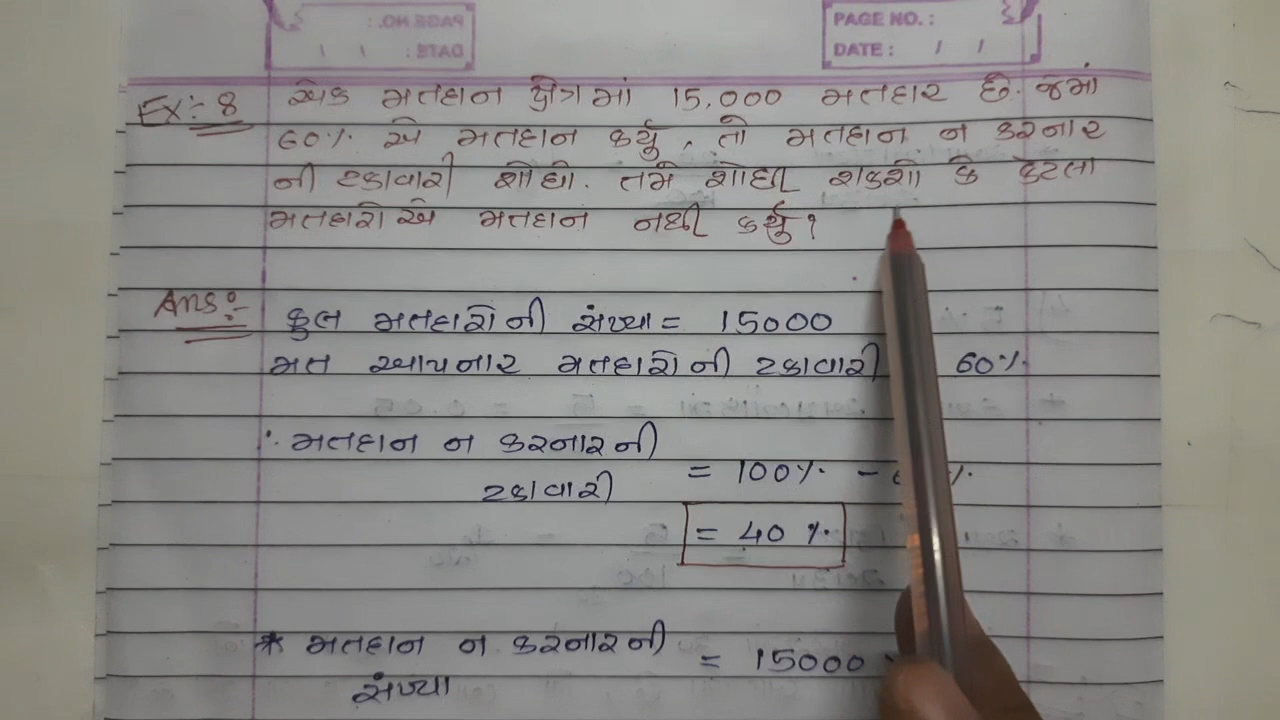 PAGE NO. :
DATE : / /
Ex:- 8 એક મતદાન ક્ષેત્રમાં 15,000 મતદાર છે. જેમાં
60% એ મતદાન કર્યુ, તો મતદાન ન કરનાર
ની ટકાવારી શોધો. તમે શોધી શકશો કે કેટલા
મતદારોએ મતદાન નથી કર્યુ?
Ans:- કુલ મતદારોની સંખ્યા = 15000
મત આપનાર મતદારોની ટકાવારી 60%
∴ મતદાન ન કરનારની
ટકાવારી = 100% -
= 40 %
* મતદાન ન કરનારની
સંખ્યા = 15000